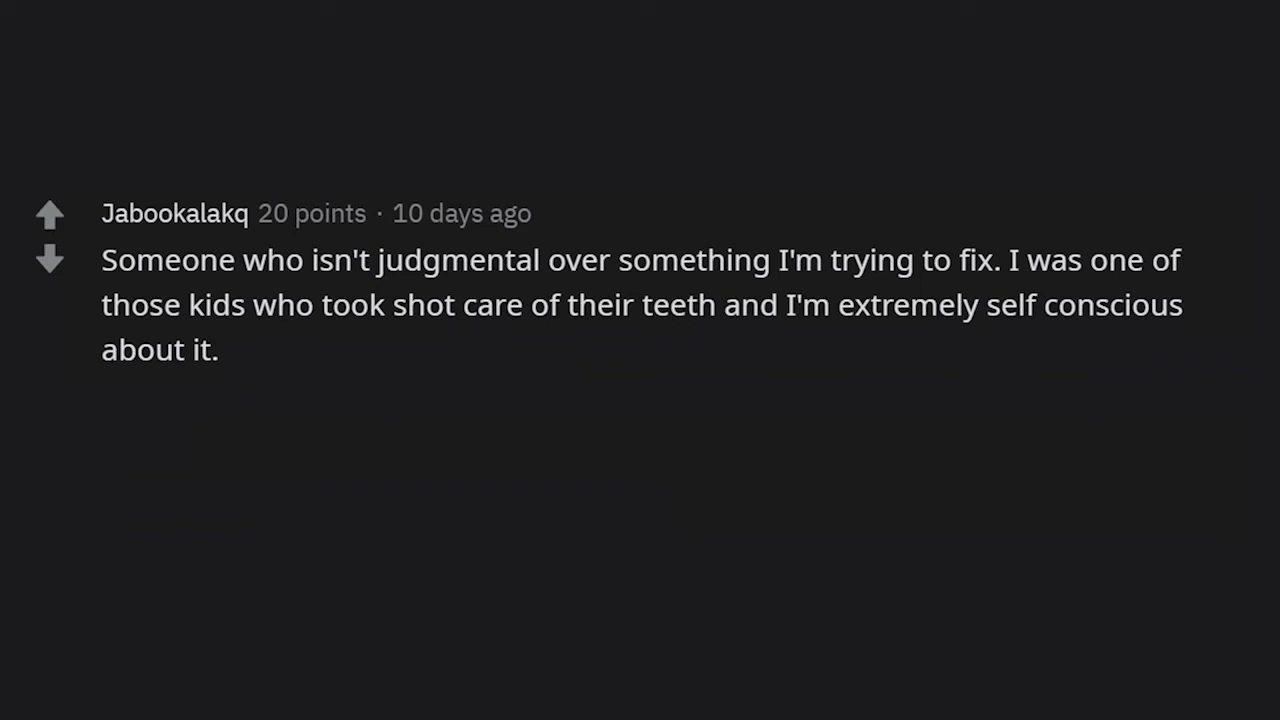 Jabookalakq 20 points · 10 days ago
Someone who isn't judgmental over something I'm trying to fix. I was one of
those kids who took shot care of their teeth and I'm extremely self conscious
about it.